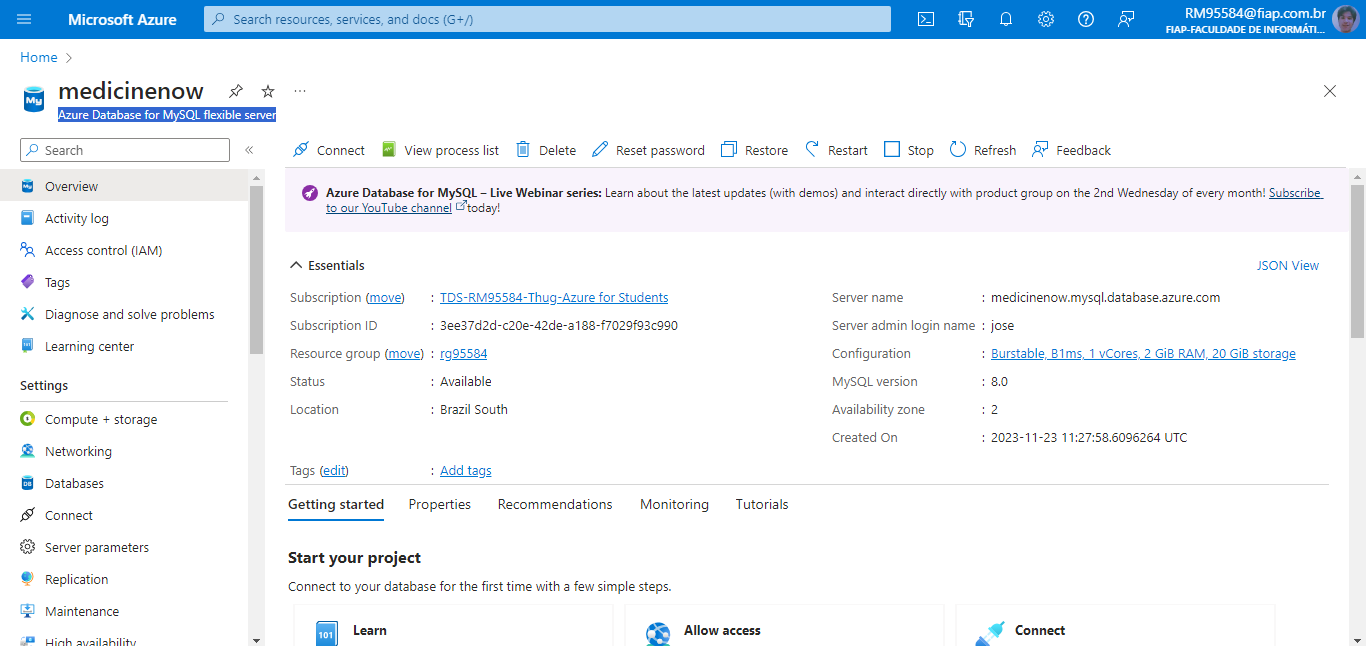 Microsoft Azure
Search resources, services, and docs (G+/)
RM95584@fiap.com.br
FIAP-FACULDADE DE INFORMÁTI...
Home >
medicinenow
Azure Database for MySQL flexible server
Search
Connect
View process list
Delete
Reset password
Restore
Restart
Stop
Refresh
Feedback
Overview
Activity log
Access control (IAM)
Tags
Diagnose and solve problems
Learning center
Settings
Compute + storage
Networking
Databases
Connect
Server parameters
Replication
Maintenance
High availability
Azure Database for MySQL – Live Webinar series: Learn about the latest updates (with demos) and interact directly with product group on the 2nd Wednesday of every month! Subscribe
to our YouTube channel today!
Essentials
JSON View
Subscription (move) : TDS-RM95584-Thug-Azure for Students
Subscription ID : 3ee37d2d-c20e-42de-a188-f7029f93c990
Resource group (move) : rg95584
Status : Available
Location : Brazil South
Server name : medicinenow.mysql.database.azure.com
Server admin login name : jose
Configuration : Burstable, B1ms, 1 vCores, 2 GiB RAM, 20 GiB storage
MySQL version : 8.0
Availability zone : 2
Created On : 2023-11-23 11:27:58.6096264 UTC
Tags (edit) : Add tags
Getting started
Properties
Recommendations
Monitoring
Tutorials
Start your project
Connect to your database for the first time with a few simple steps.
Learn
Allow access
Connect